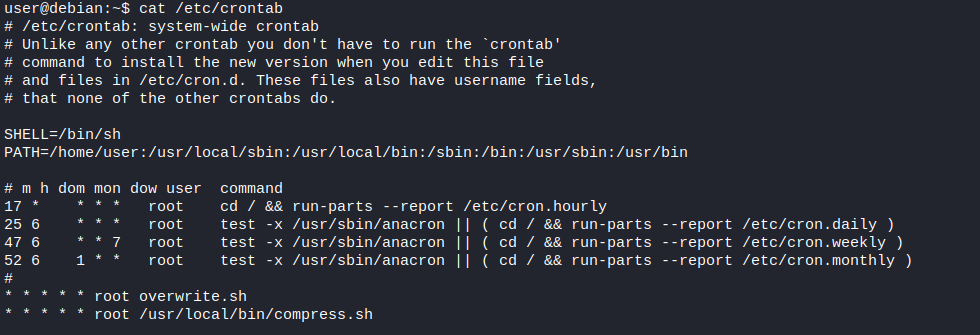 user@debian:~$ cat /etc/crontab
# /etc/crontab: system-wide crontab
# Unlike any other crontab you don't have to run the `crontab'
# command to install the new version when you edit this file
# and files in /etc/cron.d. These files also have username fields,
# that none of the other crontabs do.

SHELL=/bin/sh
PATH=/home/user:/usr/local/sbin:/usr/local/bin:/sbin:/bin:/usr/sbin:/usr/bin

# m h dom mon dow user  command
17 *    * * *   root    cd / && run-parts --report /etc/cron.hourly
25 6    * * *   root    test -x /usr/sbin/anacron || ( cd / && run-parts --report /etc/cron.daily )
47 6    * * 7   root    test -x /usr/sbin/anacron || ( cd / && run-parts --report /etc/cron.weekly )
52 6    1 * *   root    test -x /usr/sbin/anacron || ( cd / && run-parts --report /etc/cron.monthly )
#
* * * * * root overwrite.sh
* * * * * root /usr/local/bin/compress.sh